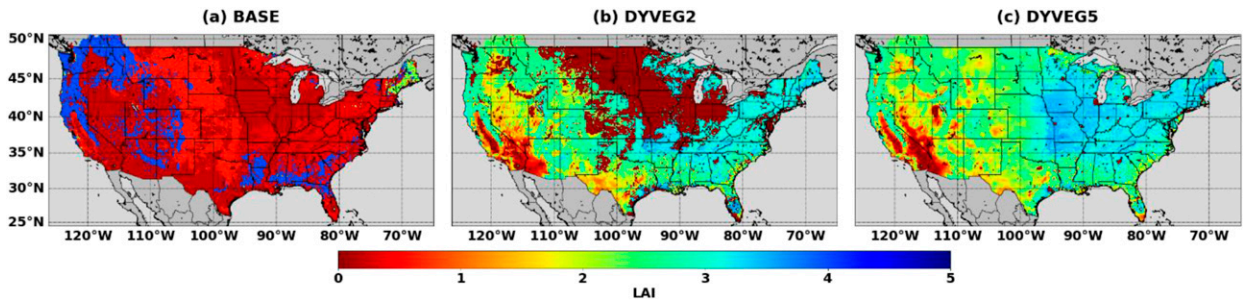 (a) BASE (b) DYVEG2 (c) DYVEG5
50°N
45°N
40°N
35°N
30°N
25°N
120°W 110°W 100°W 90°W 80°W 70°W 120°W 110°W 100°W 90°W 80°W 70°W 120°W 110°W 100°W 90°W 80°W 70°W
0 1 2 3 4 5
LAI